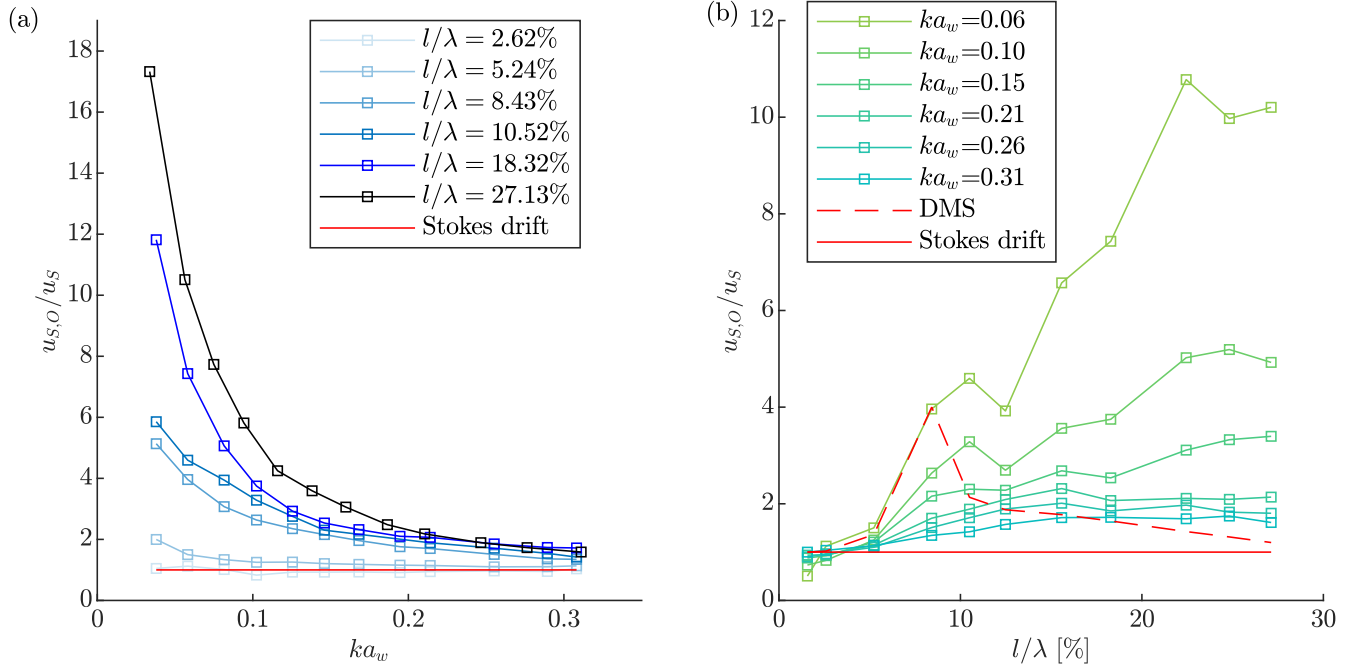 (a)
u_{S,O}/u_S
18
16
14
12
10
8
6
4
2
0
0
0.1
0.2
0.3
ka_w
l/λ = 2.62%
l/λ = 5.24%
l/λ = 8.43%
l/λ = 10.52%
l/λ = 18.32%
l/λ = 27.13%
Stokes drift
(b)
u_{S,O}/u_S
12
10
8
6
4
2
0
0
10
20
30
l/λ [%]
ka_w=0.06
ka_w=0.10
ka_w=0.15
ka_w=0.21
ka_w=0.26
ka_w=0.31
DMS
Stokes drift